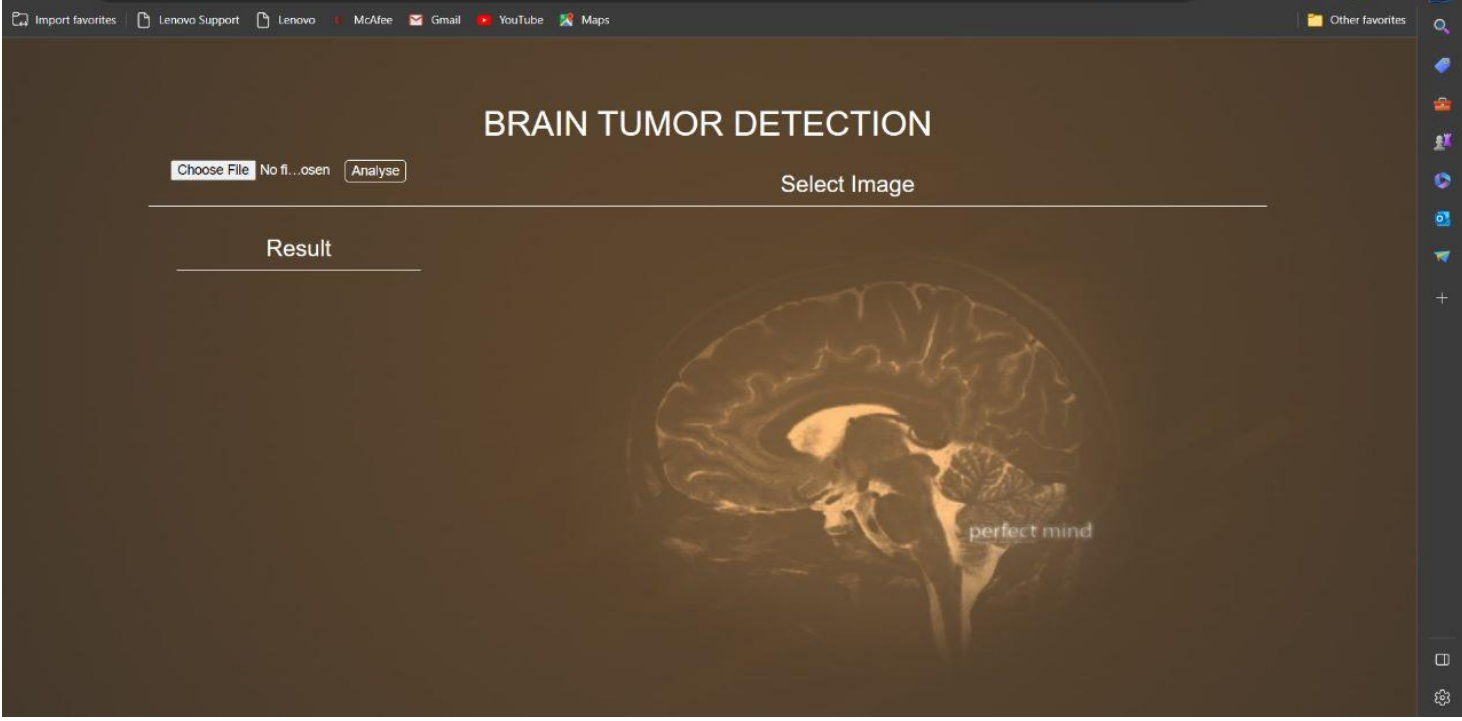 Import favorites Lenovo Support Lenovo McAfee Gmail YouTube Maps Other favorites
BRAIN TUMOR DETECTION
Choose File No fi...osen Analyse
Select Image
Result
perfect mind